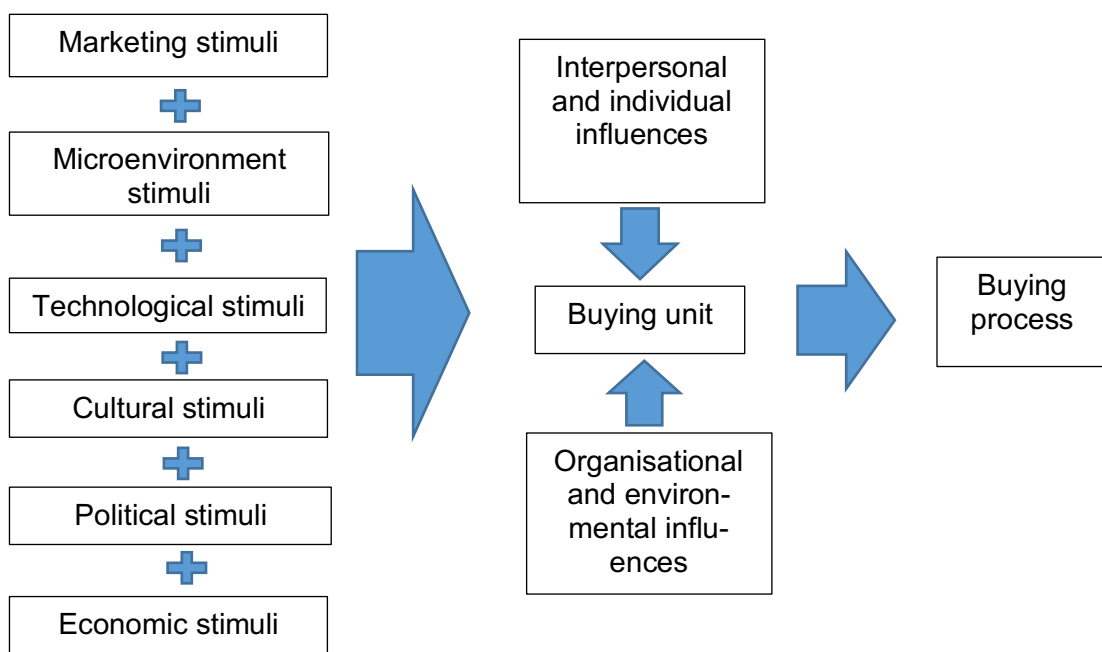 Marketing stimuli
Microenvironment
stimuli
Technological stimuli
Cultural stimuli
Political stimuli
Economic stimuli
Interpersonal
and individual
influences
Buying unit
Organisational
and environ-
mental influ-
ences
Buying
process